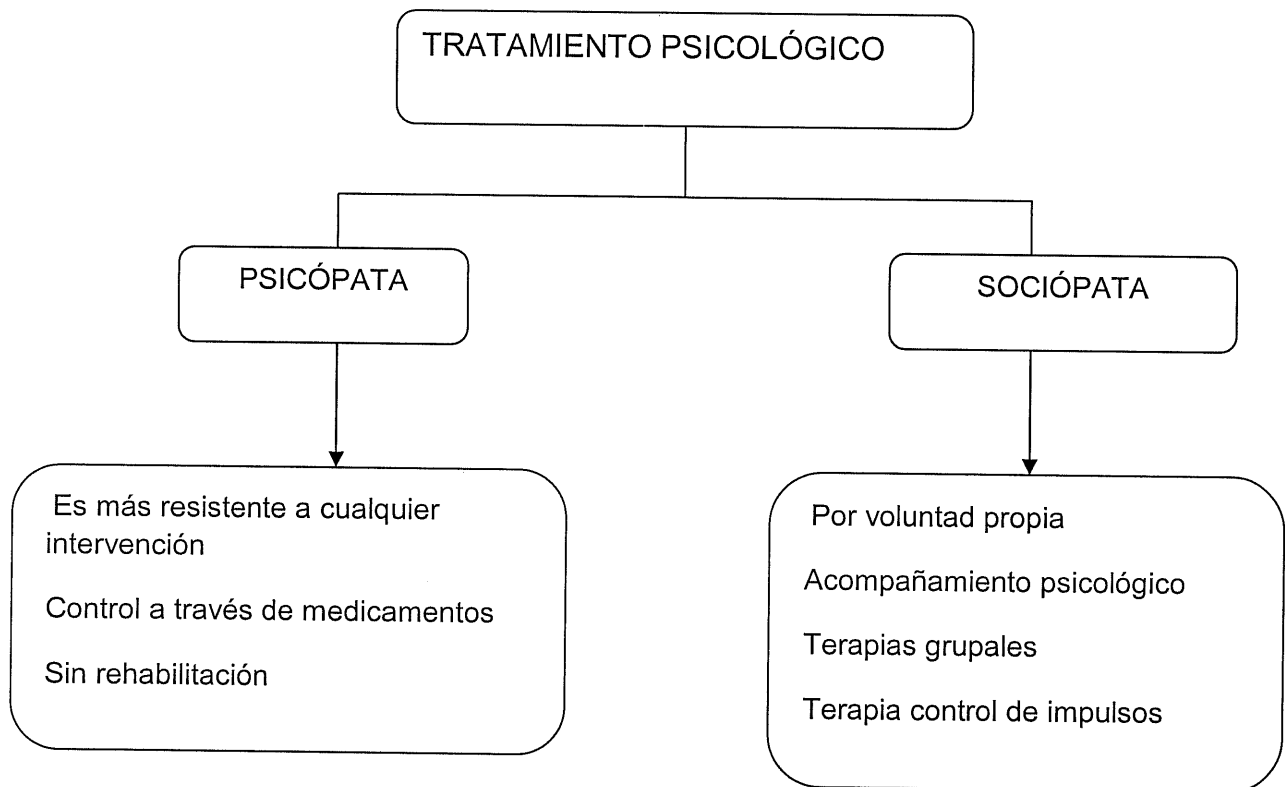 TRATAMIENTO PSICOLÓGICO
PSICÓPATA
SOCIÓPATA
Es más resistente a cualquier
intervención
Control a través de medicamentos
Sin rehabilitación
Por voluntad propia
Acompañamiento psicológico
Terapias grupales
Terapia control de impulsos